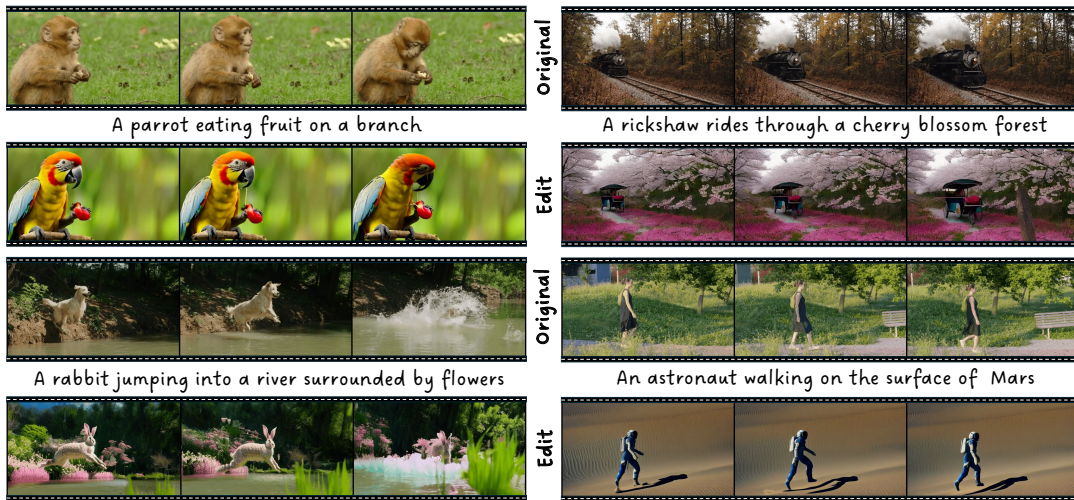 Original
A parrot eating fruit on a branch
A rickshaw rides through a cherry blossom forest
Edit
Original
A rabbit jumping into a river surrounded by flowers
An astronaut walking on the surface of Mars
Edit